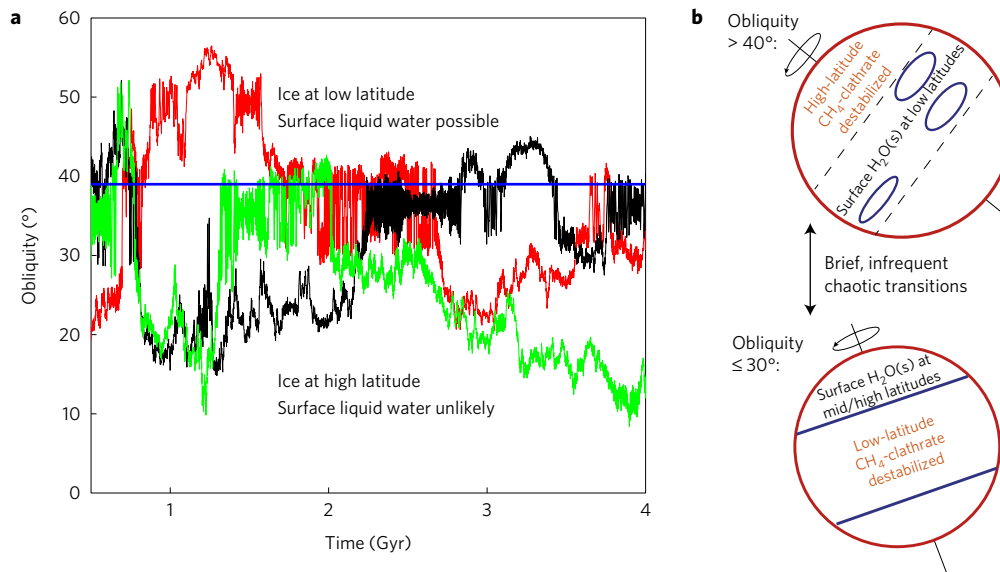 a
60
50
40
30
20
10
0
Obliquity (°)
1
2
3
4
Time (Gyr)
Ice at low latitude
Surface liquid water possible
Ice at high latitude
Surface liquid water unlikely
b
Obliquity
> 40°:
High-latitude
CH₄-clathrate
destabilized
Surface H₂O(s) at low latitudes
Brief, infrequent
chaotic transitions
Obliquity
≤ 30°:
Surface H₂O(s) at
mid/high latitudes
Low-latitude
CH₄-clathrate
destabilized